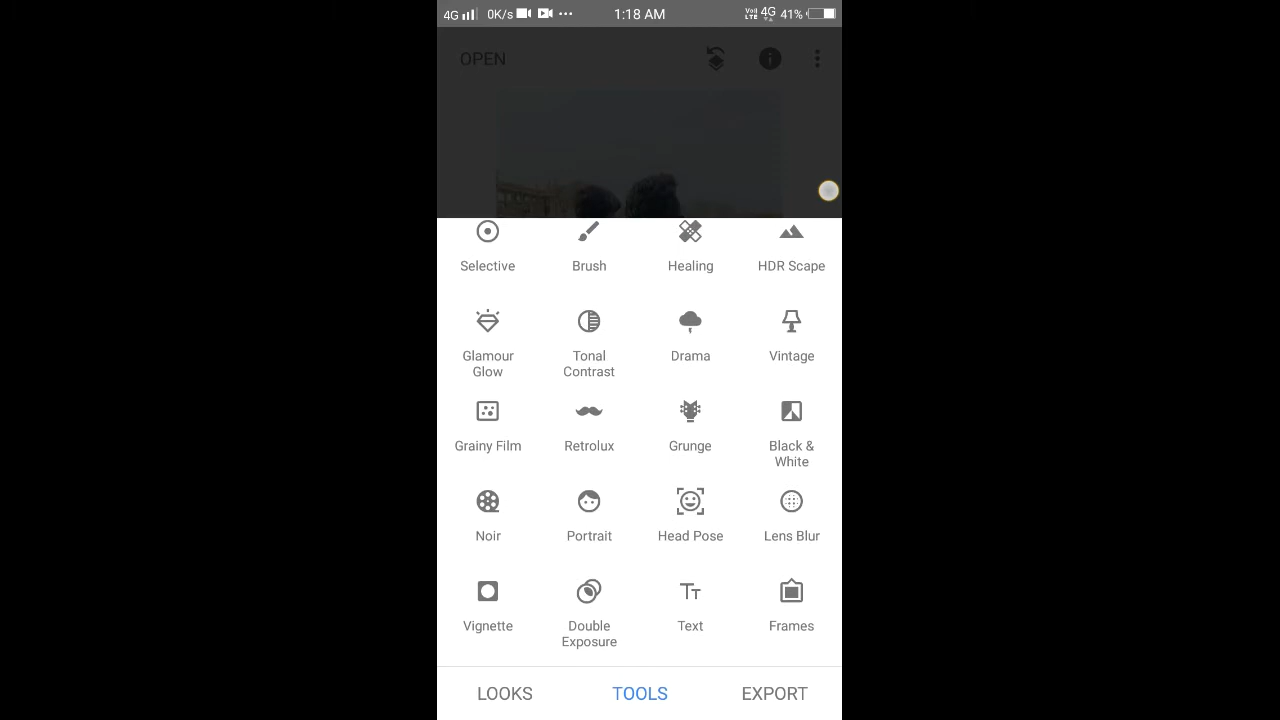 4G 0K/s 1:18 AM VoLTE 4G 41%
OPEN
Selective Brush Healing HDR Scape
Glamour Glow Tonal Contrast Drama Vintage
Grainy Film Retrolux Grunge Black & White
Noir Portrait Head Pose Lens Blur
Vignette Double Exposure Text Frames
LOOKS TOOLS EXPORT